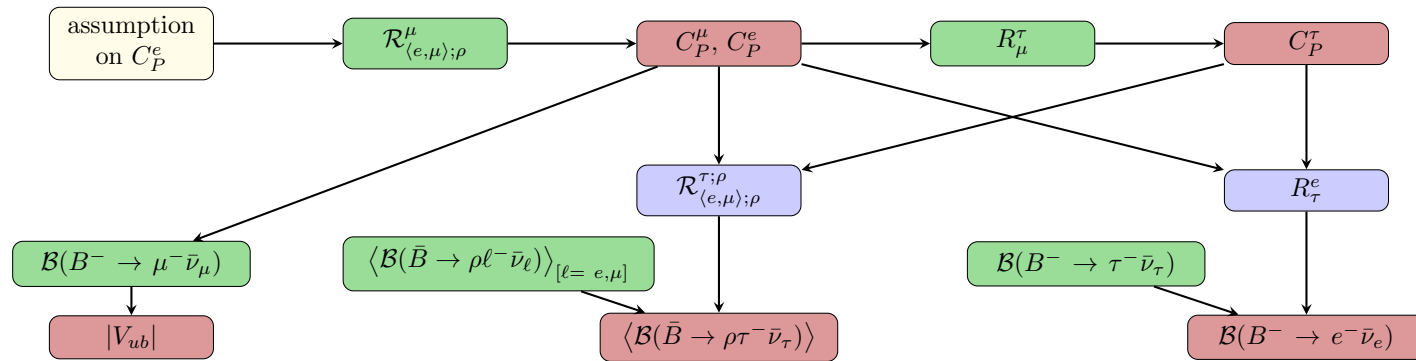 assumption
on $C_P^e$
$\mathcal{R}^{\mu}_{\langle e,\mu\rangle;\rho}$
$C_P^{\mu}$, $C_P^e$
$R^{\tau}_{\mu}$
$C_P^{\tau}$
$\mathcal{R}^{\tau;\rho}_{\langle e,\mu\rangle;\rho}$
$R^{e}_{\tau}$
$\mathcal{B}(B^- \to \mu^- \bar{\nu}_\mu)$
$\langle \mathcal{B}(\bar{B} \to \rho \ell^- \bar{\nu}_\ell) \rangle_{[\ell = e,\mu]}$
$\mathcal{B}(B^- \to \tau^- \bar{\nu}_\tau)$
$|V_{ub}|$
$\langle \mathcal{B}(\bar{B} \to \rho \tau^- \bar{\nu}_\tau) \rangle$
$\mathcal{B}(B^- \to e^- \bar{\nu}_e)$